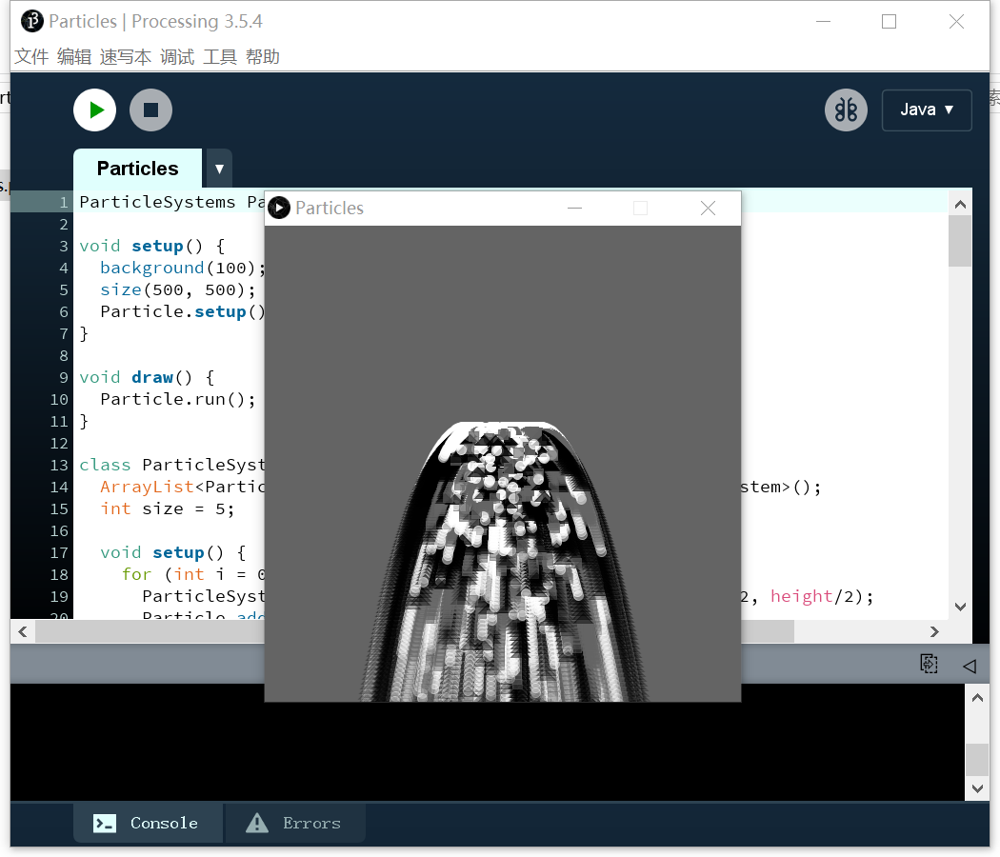 Particles | Processing 3.5.4
文件 编辑 速写本 调试 工具 帮助
Java ▼
Particles ▼
1 ParticleSystems Pa
2
3 void setup() {
4 background(100);
5 size(500, 500);
6 Particle.setup()
7 }
8
9 void draw() {
10 Particle.run();
11 }
12
13 class ParticleSyst
14 ArrayList<Partic stem>();
15 int size = 5;
16
17 void setup() {
18 for (int i = 0
19 ParticleSyst 2, height/2);
20 Particle.add
Particles
Console
Errors